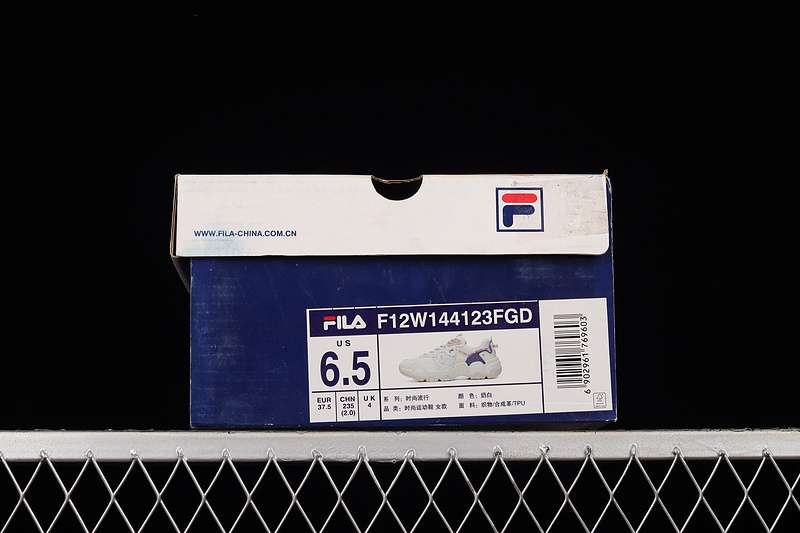 WWW.FILA-CHINA.COM.CN
F
FILA F12W144123FGD
US
6.5
EUR 37.5
CHN 235 (2.0)
UK 4
系 列: 时尚流行
颜 色: 奶白
品 类: 时尚运动鞋 女款
面 料: 织物/合成革/TPU
6 902961 769603